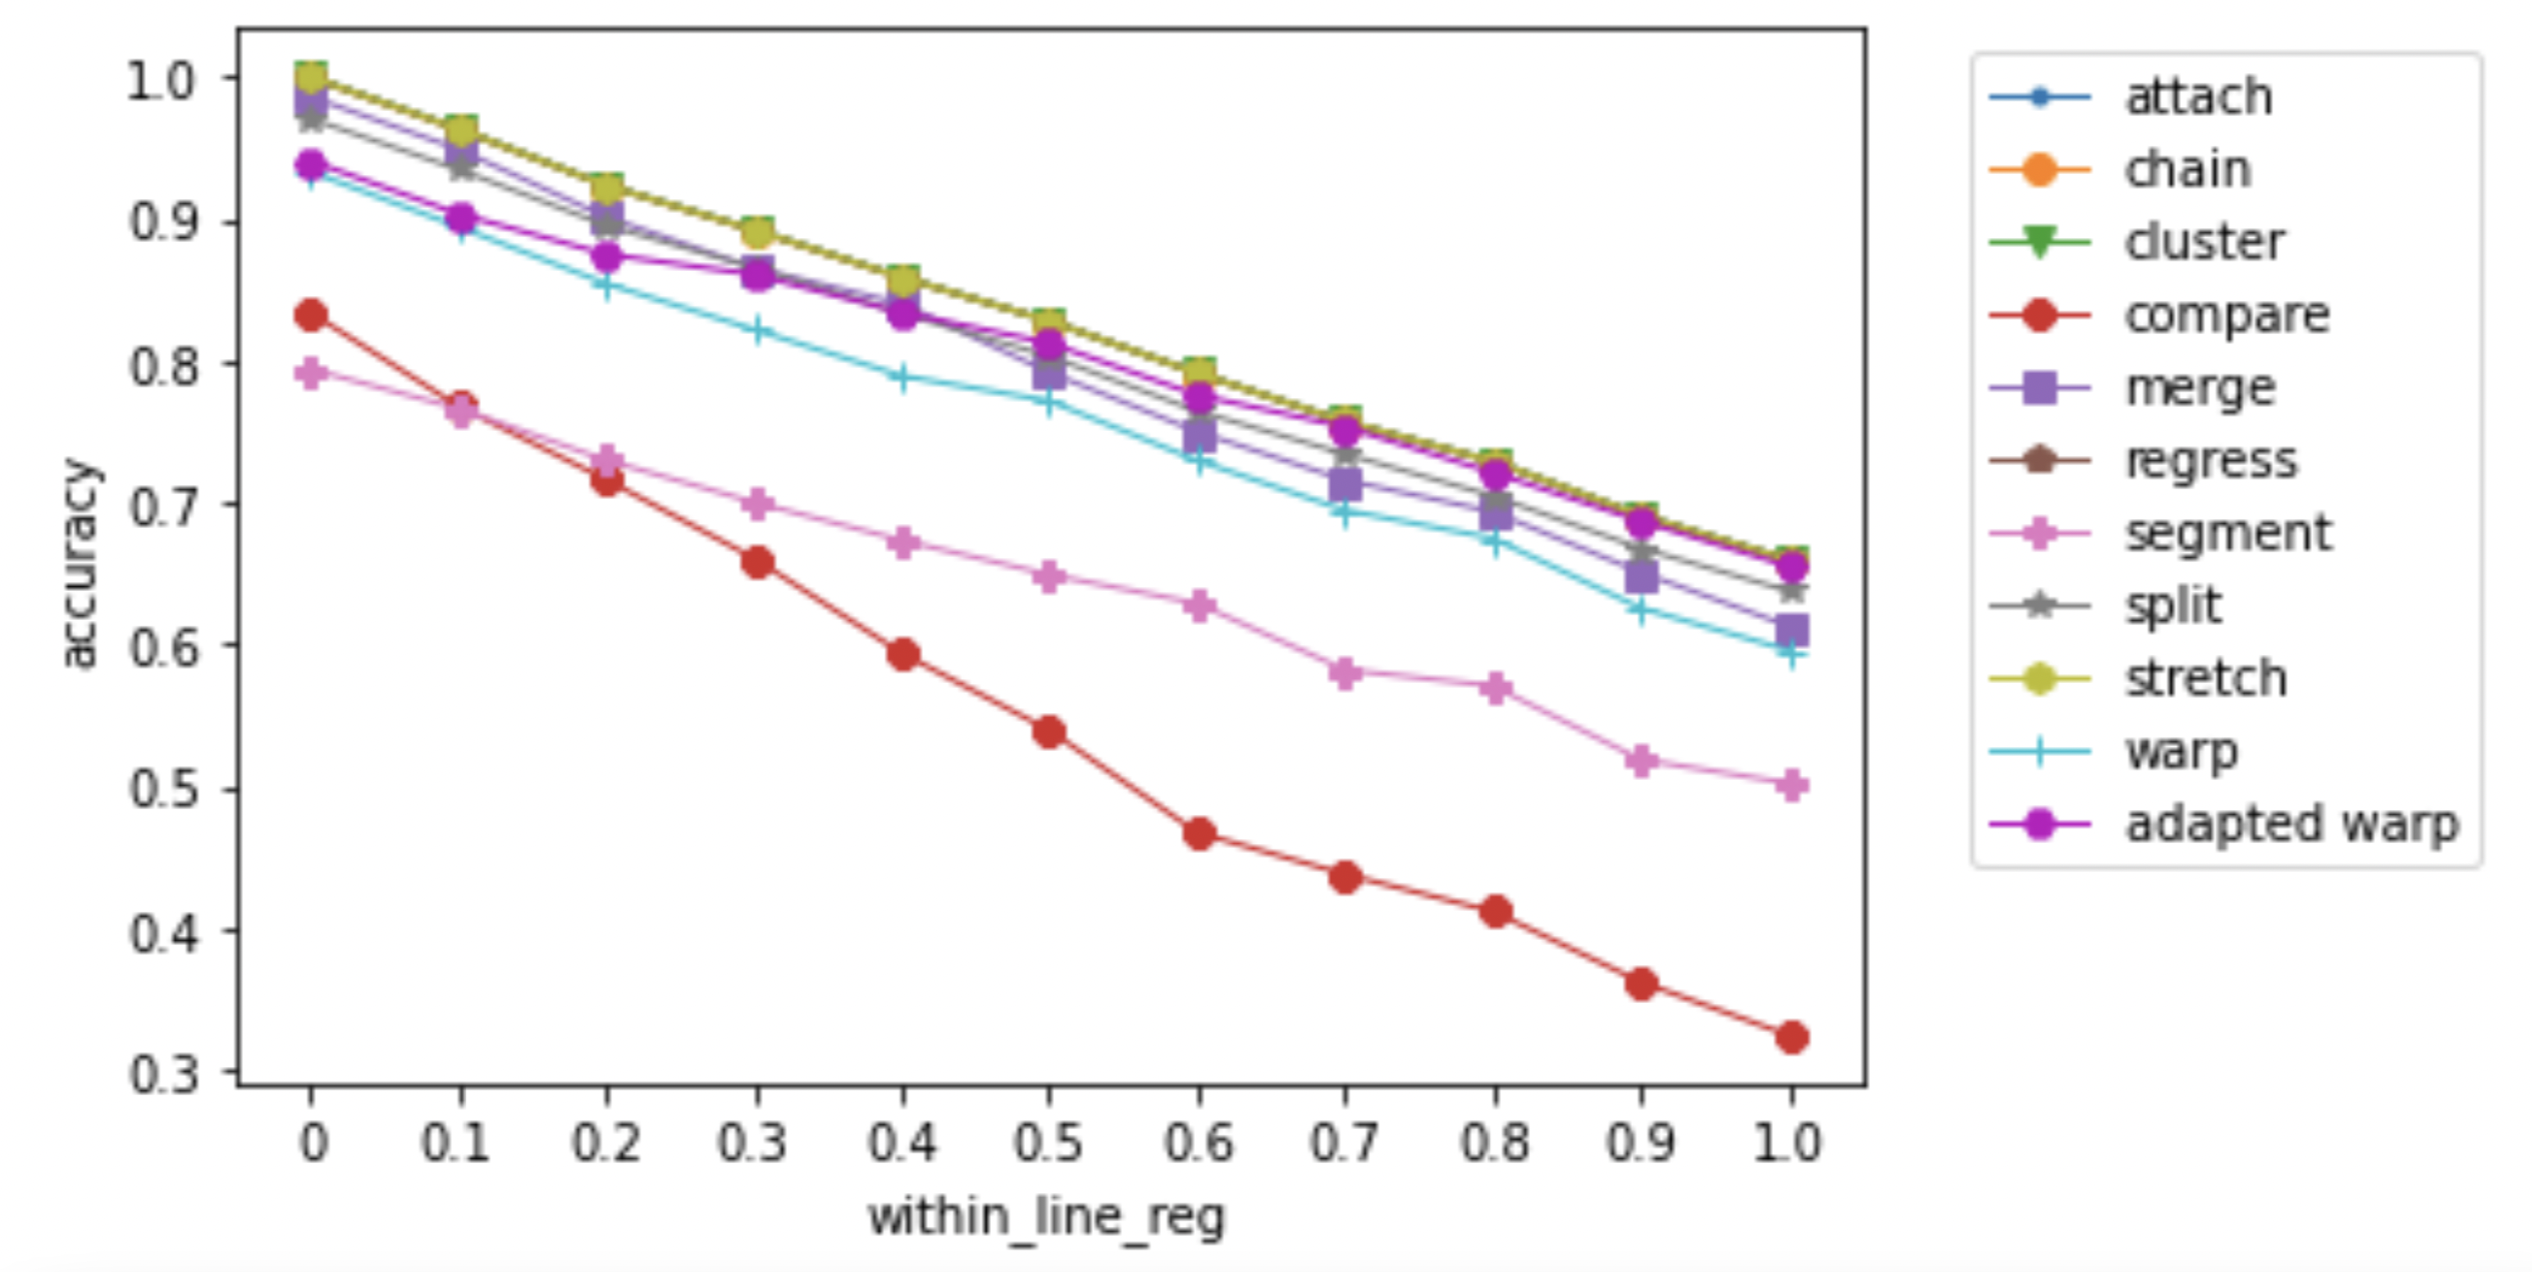 1.0
0.9
0.8
0.7
0.6
0.5
0.4
0.3
accuracy
0 0.1 0.2 0.3 0.4 0.5 0.6 0.7 0.8 0.9 1.0
within_line_reg
attach
chain
cluster
compare
merge
regress
segment
split
stretch
warp
adapted warp